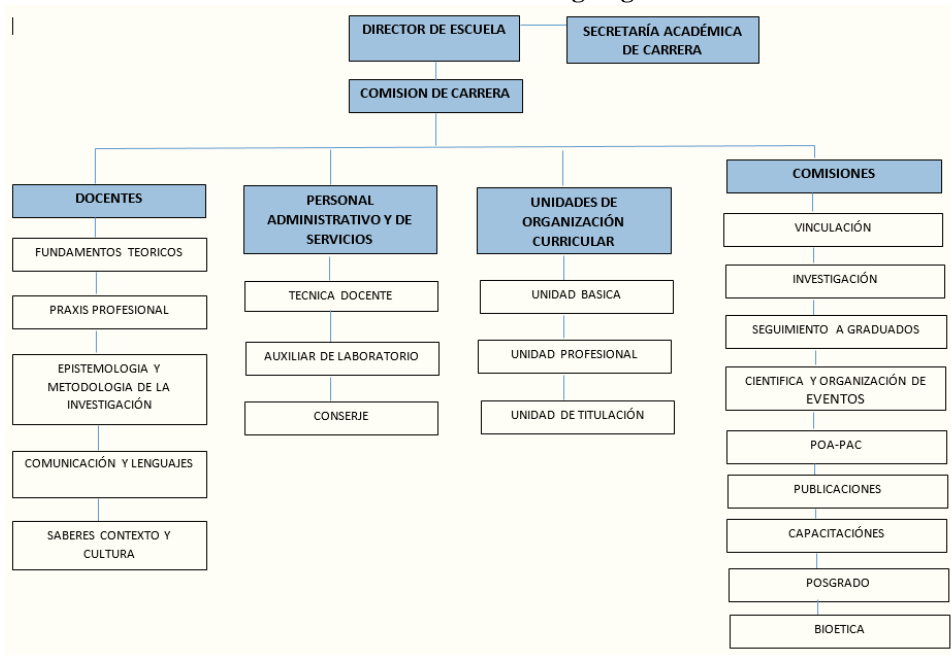 DIRECTOR DE ESCUELA
SECRETARÍA ACADÉMICA
DE CARRERA
COMISION DE CARRERA
DOCENTES
FUNDAMENTOS TEORICOS
PRAXIS PROFESIONAL
EPISTEMOLOGIA Y
METODOLOGIA DE LA
INVESTIGACIÓN
COMUNICACIÓN Y LENGUAJES
SABERES CONTEXTO Y
CULTURA
PERSONAL
ADMINISTRATIVO Y DE
SERVICIOS
TECNICA DOCENTE
AUXILIAR DE LABORATORIO
CONSERJE
UNIDADES DE
ORGANIZACIÓN
CURRICULAR
UNIDAD BASICA
UNIDAD PROFESIONAL
UNIDAD DE TITULACIÓN
COMISIONES
VINCULACIÓN
INVESTIGACIÓN
SEGUIMIENTO A GRADUADOS
CIENTIFICA Y ORGANIZACIÓN DE
EVENTOS
POA-PAC
PUBLICACIONES
CAPACITACIÓNES
POSGRADO
BIOETICA